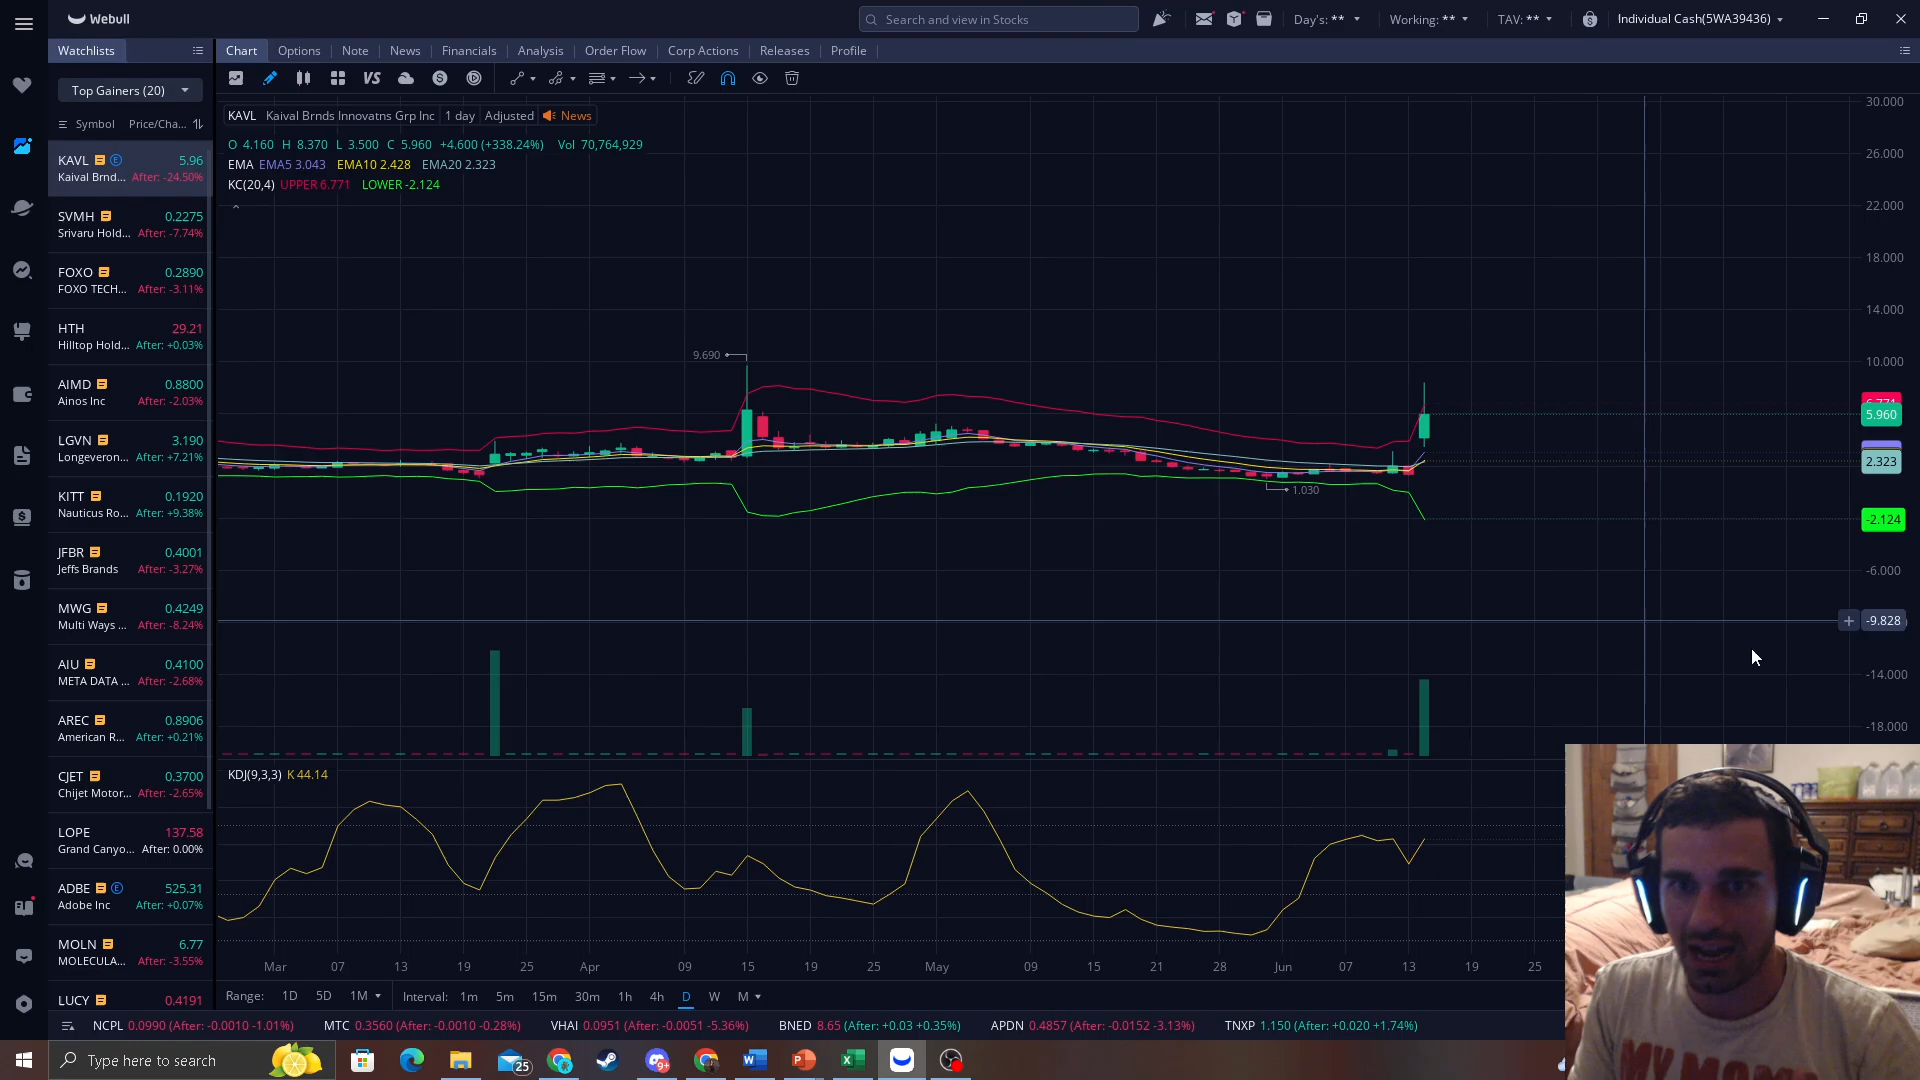 Webull
Search and view in Stocks
Day's: **
Working: **
TAV: **
Individual Cash(5WA39436)
Watchlists
Chart Options Note News Financials Analysis Order Flow Corp Actions Releases Profile
Top Gainers (20)
VS
S
Symbol Price/Cha...
KAVL E 5.96
Kaival Brnd... After: -24.50%
SVMH 0.2275
Srivaru Hold... After: -7.74%
FOXO 0.2890
FOXO TECH... After: -3.11%
HTH 29.21
Hilltop Hold... After: +0.03%
AIMD 0.8800
Ainos Inc After: -2.03%
LGVN 3.190
Longeveron... After: +7.21%
KITT 0.1920
Nauticus Ro... After: +9.38%
JFBR 0.4001
Jeffs Brands After: -3.27%
MWG 0.4249
Multi Ways ... After: -8.24%
AIU 0.4100
META DATA ... After: -2.68%
AREC 0.8906
American R... After: +0.21%
CJET 0.3700
Chijet Motor... After: -2.65%
LOPE 137.58
Grand Canyo... After: 0.00%
ADBE E 525.31
Adobe Inc After: +0.07%
MOLN 6.77
MOLECULA... After: -3.55%
LUCY 0.4191
KAVL Kaival Brnds Innovatns Grp Inc 1 day Adjusted News
O 4.160 H 8.370 L 3.500 C 5.960 +4.600 (+338.24%) Vol 70,764,929
EMA EMA5 3.043 EMA10 2.428 EMA20 2.323
KC(20,4) UPPER 6.771 LOWER -2.124
9.690
1.030
30.000
26.000
22.000
18.000
14.000
10.000
5.960
2.323
-2.124
-6.000
-9.828
-14.000
-18.000
KDJ(9,3,3) K 44.14
Mar 07 13 19 25 Apr 09 15 19 25 May 09 15 21 28 Jun 07 13 19 25
Range: 1D 5D 1M Interval: 1m 5m 15m 30m 1h 4h D W M
NCPL 0.0990 (After: -0.0010 -1.01%) MTC 0.3560 (After: -0.0010 -0.28%) VHAI 0.0951 (After: -0.0051 -5.36%) BNED 8.65 (After: +0.03 +0.35%) APDN 0.4857 (After: -0.0152 -3.13%) TNXP 1.150 (After: +0.020 +1.74%)
Type here to search
25
9+